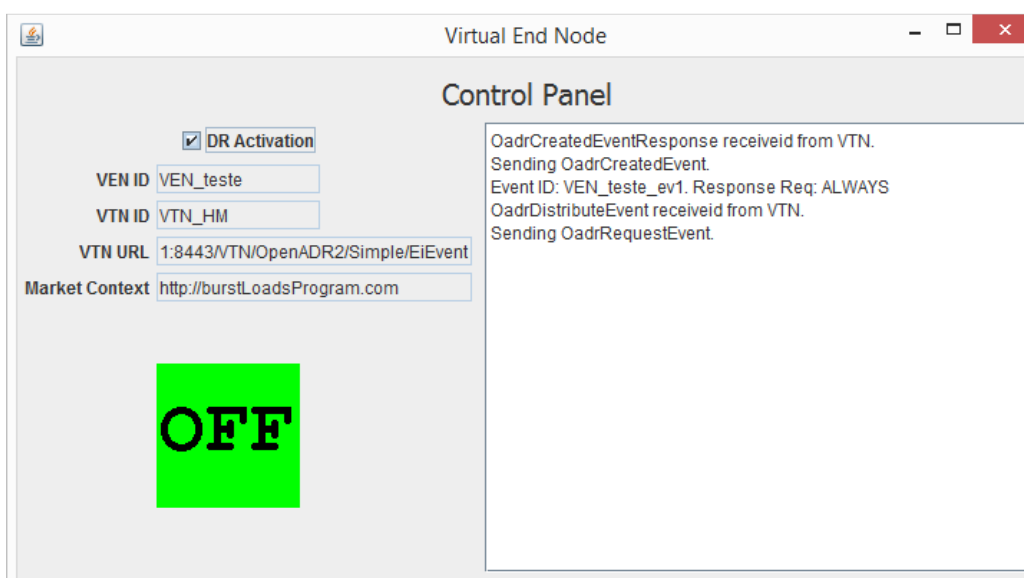 Virtual End Node
Control Panel
DR Activation
VEN ID VEN_teste
VTN ID VTN_HM
VTN URL 1:8443/VTN/OpenADR2/Simple/EiEvent
Market Context http://burstLoadsProgram.com
OFF
OadrCreatedEventResponse receiveid from VTN.
Sending OadrCreatedEvent.
Event ID: VEN_teste_ev1. Response Req: ALWAYS
OadrDistributeEvent receiveid from VTN.
Sending OadrRequestEvent.